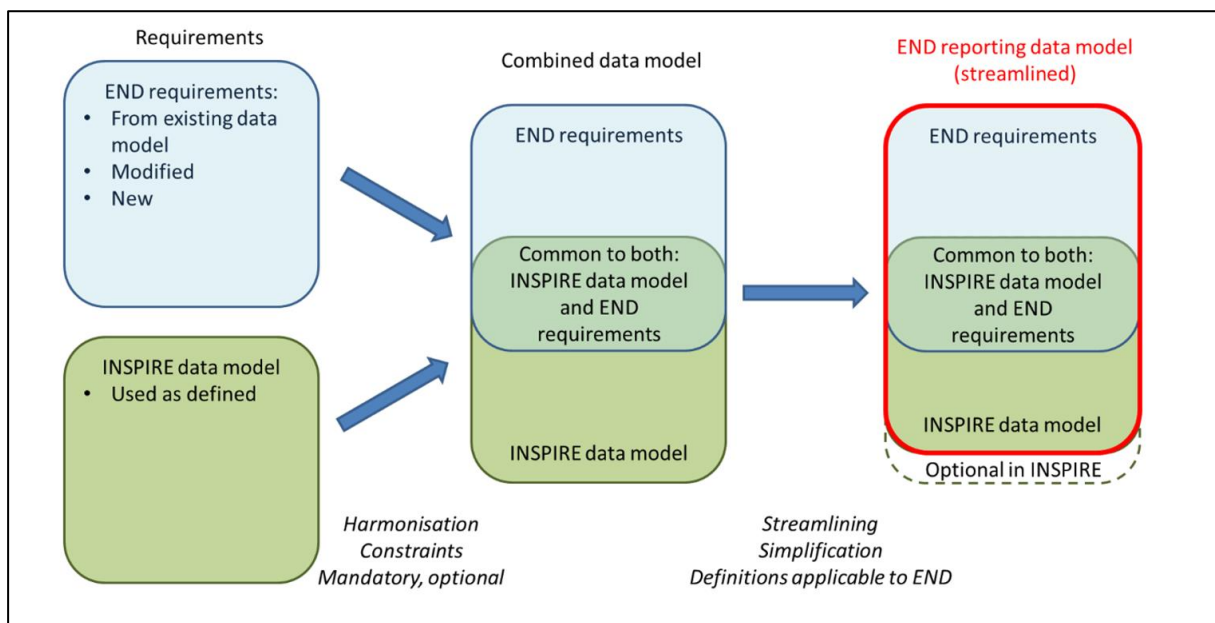 Requirements
END requirements:
• From existing data
model
• Modified
• New
INSPIRE data model
• Used as defined
Harmonisation
Constraints
Mandatory, optional
Combined data model
END requirements
Common to both:
INSPIRE data model
and END
requirements
INSPIRE data model
Streamlining
Simplification
Definitions applicable to END
END reporting data model
(streamlined)
END requirements
Common to both:
INSPIRE data model
and END
requirements
INSPIRE data model
Optional in INSPIRE